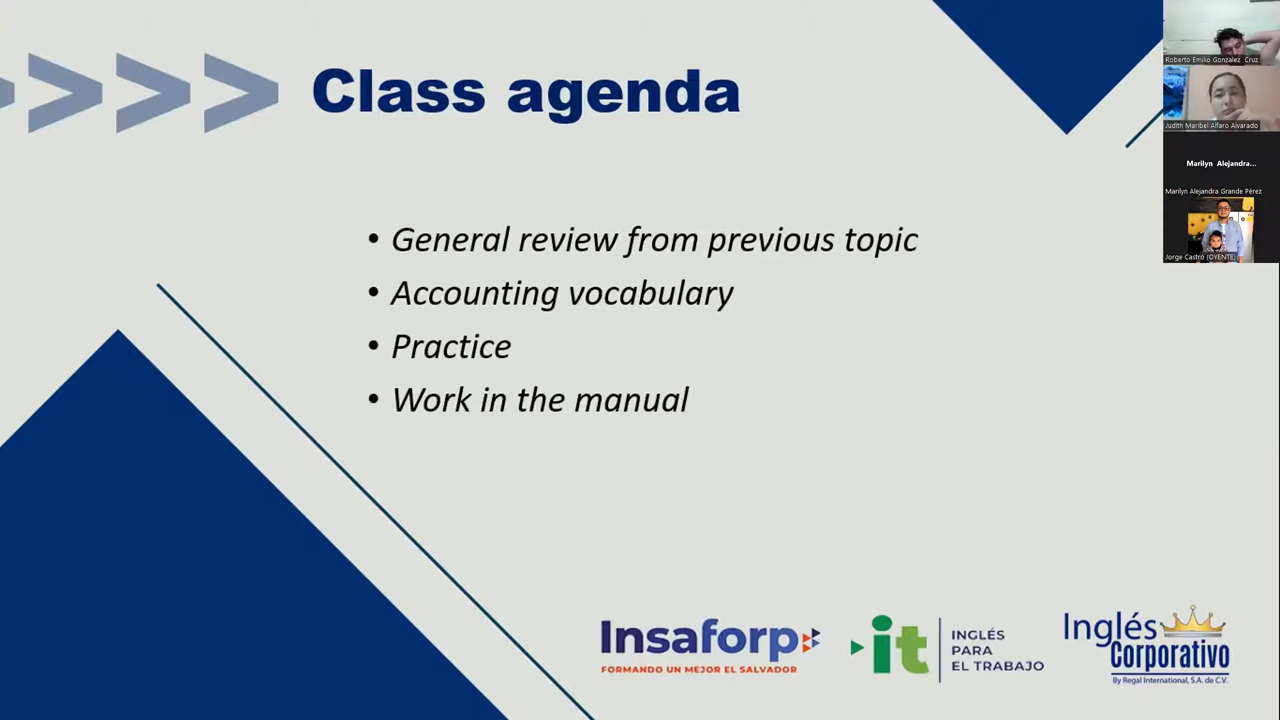 Class agenda
• General review from previous topic
• Accounting vocabulary
• Practice
• Work in the manual
Insaforp
FORMANDO UN MEJOR EL SALVADOR
it
INGLÉS
PARA
EL TRABAJO
Inglés
Corporativo
By Regal International, S.A. de C.V.
Roberto Emilio Gonzalez Cruz
Judith Maribel Alfaro Alvarado
Marilyn Alejandra...
Marilyn Alejandra Grande Pérez
Jorge Castro (OYENTE)